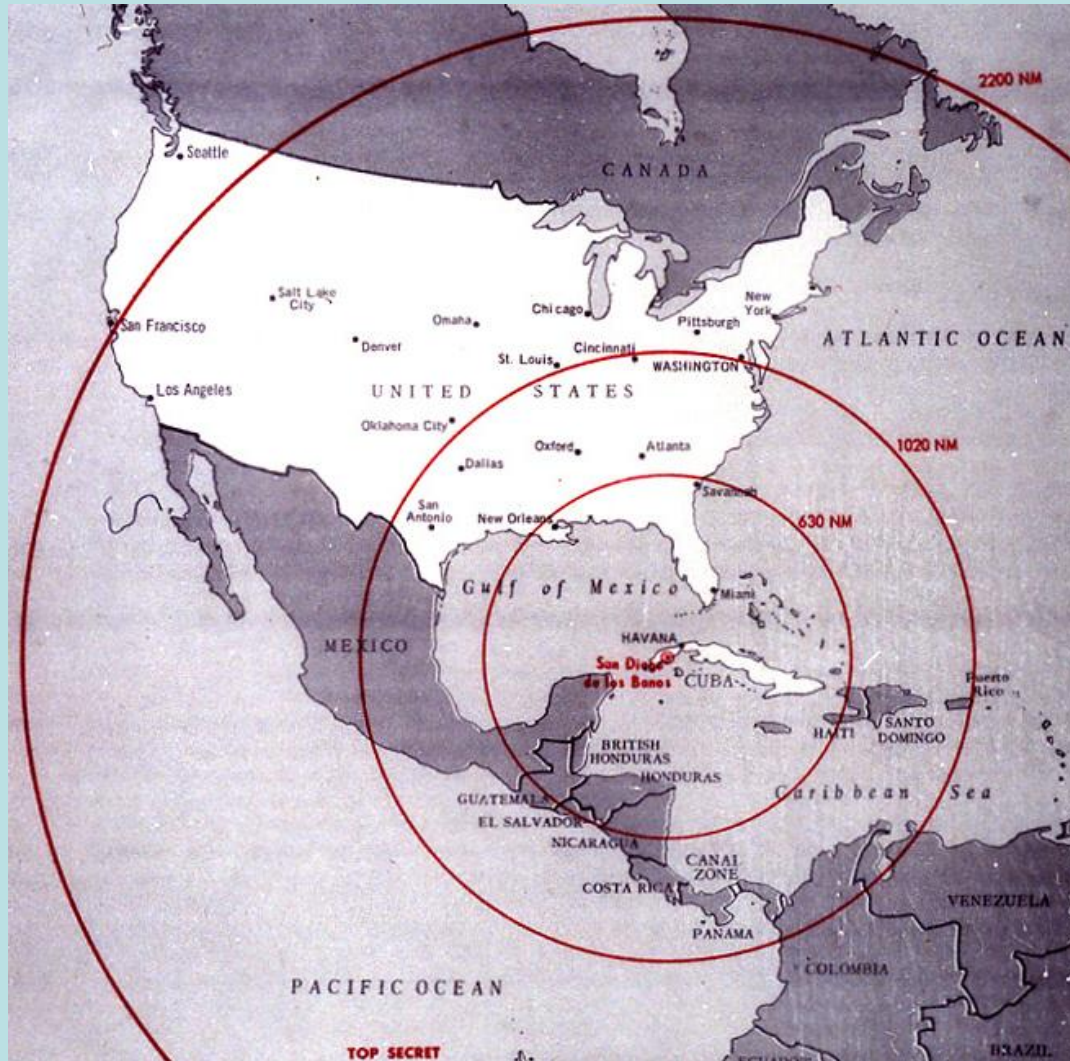 2200 NM
Seattle
CANADA
Salt Lake
City
Chicago
New
York
San Francisco
Omaha
Pittsburgh
Denver
Cincinnati
ATLANTIC OCEAN
St. Louis
WASHINGTON
Los Angeles
UNITED STATES
Oklahoma City
Oxford
Atlanta
1020 NM
Dallas
Savannah
San
Antonio
New Orleans
630 NM
Gulf of Mexico
Miami
MEXICO
HAVANA
San Diego
de los Banos
CUBA
Puerto
Rico
HAITI
SANTO
DOMINGO
BRITISH
HONDURAS
HONDURAS
GUATEMALA
Caribbean Sea
EL SALVADOR
NICARAGUA
CANAL
ZONE
COSTA RICA
VENEZUELA
PANAMA
COLOMBIA
PACIFIC OCEAN
TOP SECRET
ECUADOR
BRAZIL